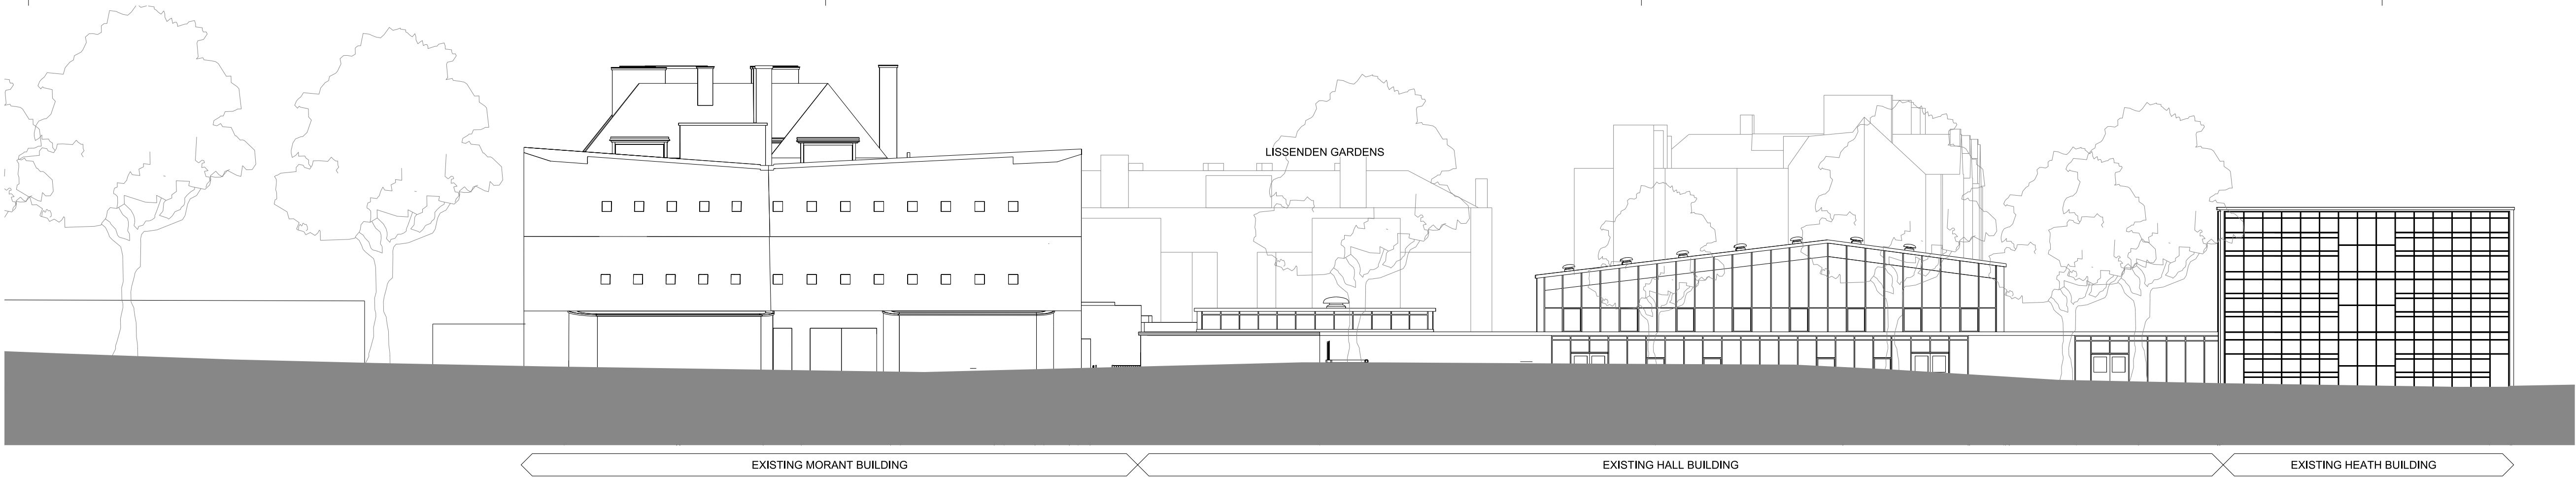 LISSENDEN GARDENS
EXISTING MORANT BUILDING
EXISTING HALL BUILDING
EXISTING HEATH BUILDING